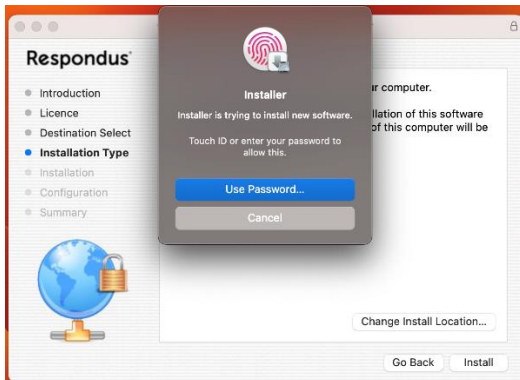 Respondus
Introduction
Licence
Destination Select
Installation Type
Installation
Configuration
Summary
Installer
Installer is trying to install new software.
Touch ID or enter your password to
allow this.
Use Password...
Cancel
computer.
llation of this software
of this computer will be
Change Install Location...
Go Back
Install